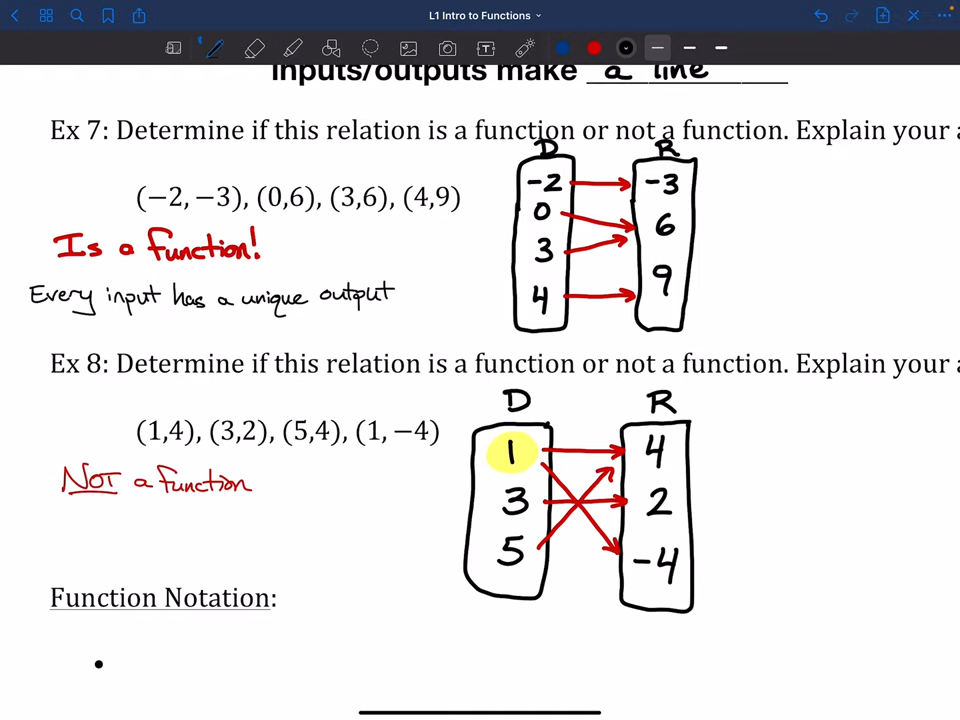 L1 Intro to Functions
Inputs/outputs make a line
Ex 7: Determine if this relation is a function or not a function. Explain your a
(−2, −3), (0,6), (3,6), (4,9)
Is a function!
Every input has a unique output
D R
-2 -3
0 6
3 9
4
Ex 8: Determine if this relation is a function or not a function. Explain your a
(1,4), (3,2), (5,4), (1, −4)
NOT a function
D R
1 4
3 2
5 -4
Function Notation: